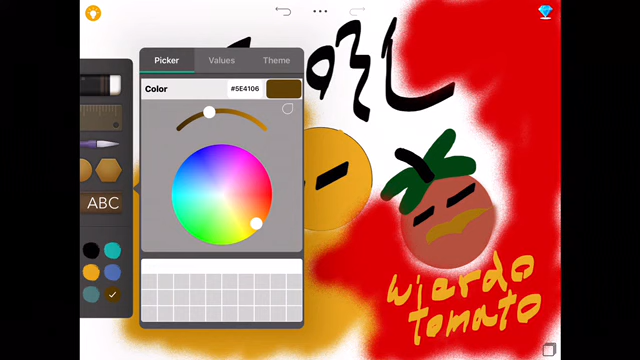 Picker Values Theme
Color #5E4106
ABC
wierdo
tomato